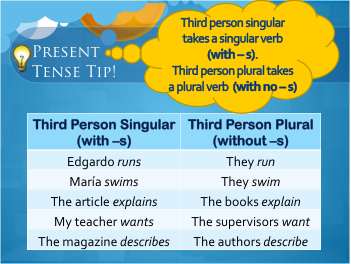 Third person singular
takes a singular verb
(with – s).
Third person plural takes
a plural verb (with no – s)
Present
Tense Tip!
Third Person Singular
(with –s)
Third Person Plural
(without –s)
Edgardo runs
They run
María swims
They swim
The article explains
The books explain
My teacher wants
The supervisors want
The magazine describes
The authors describe